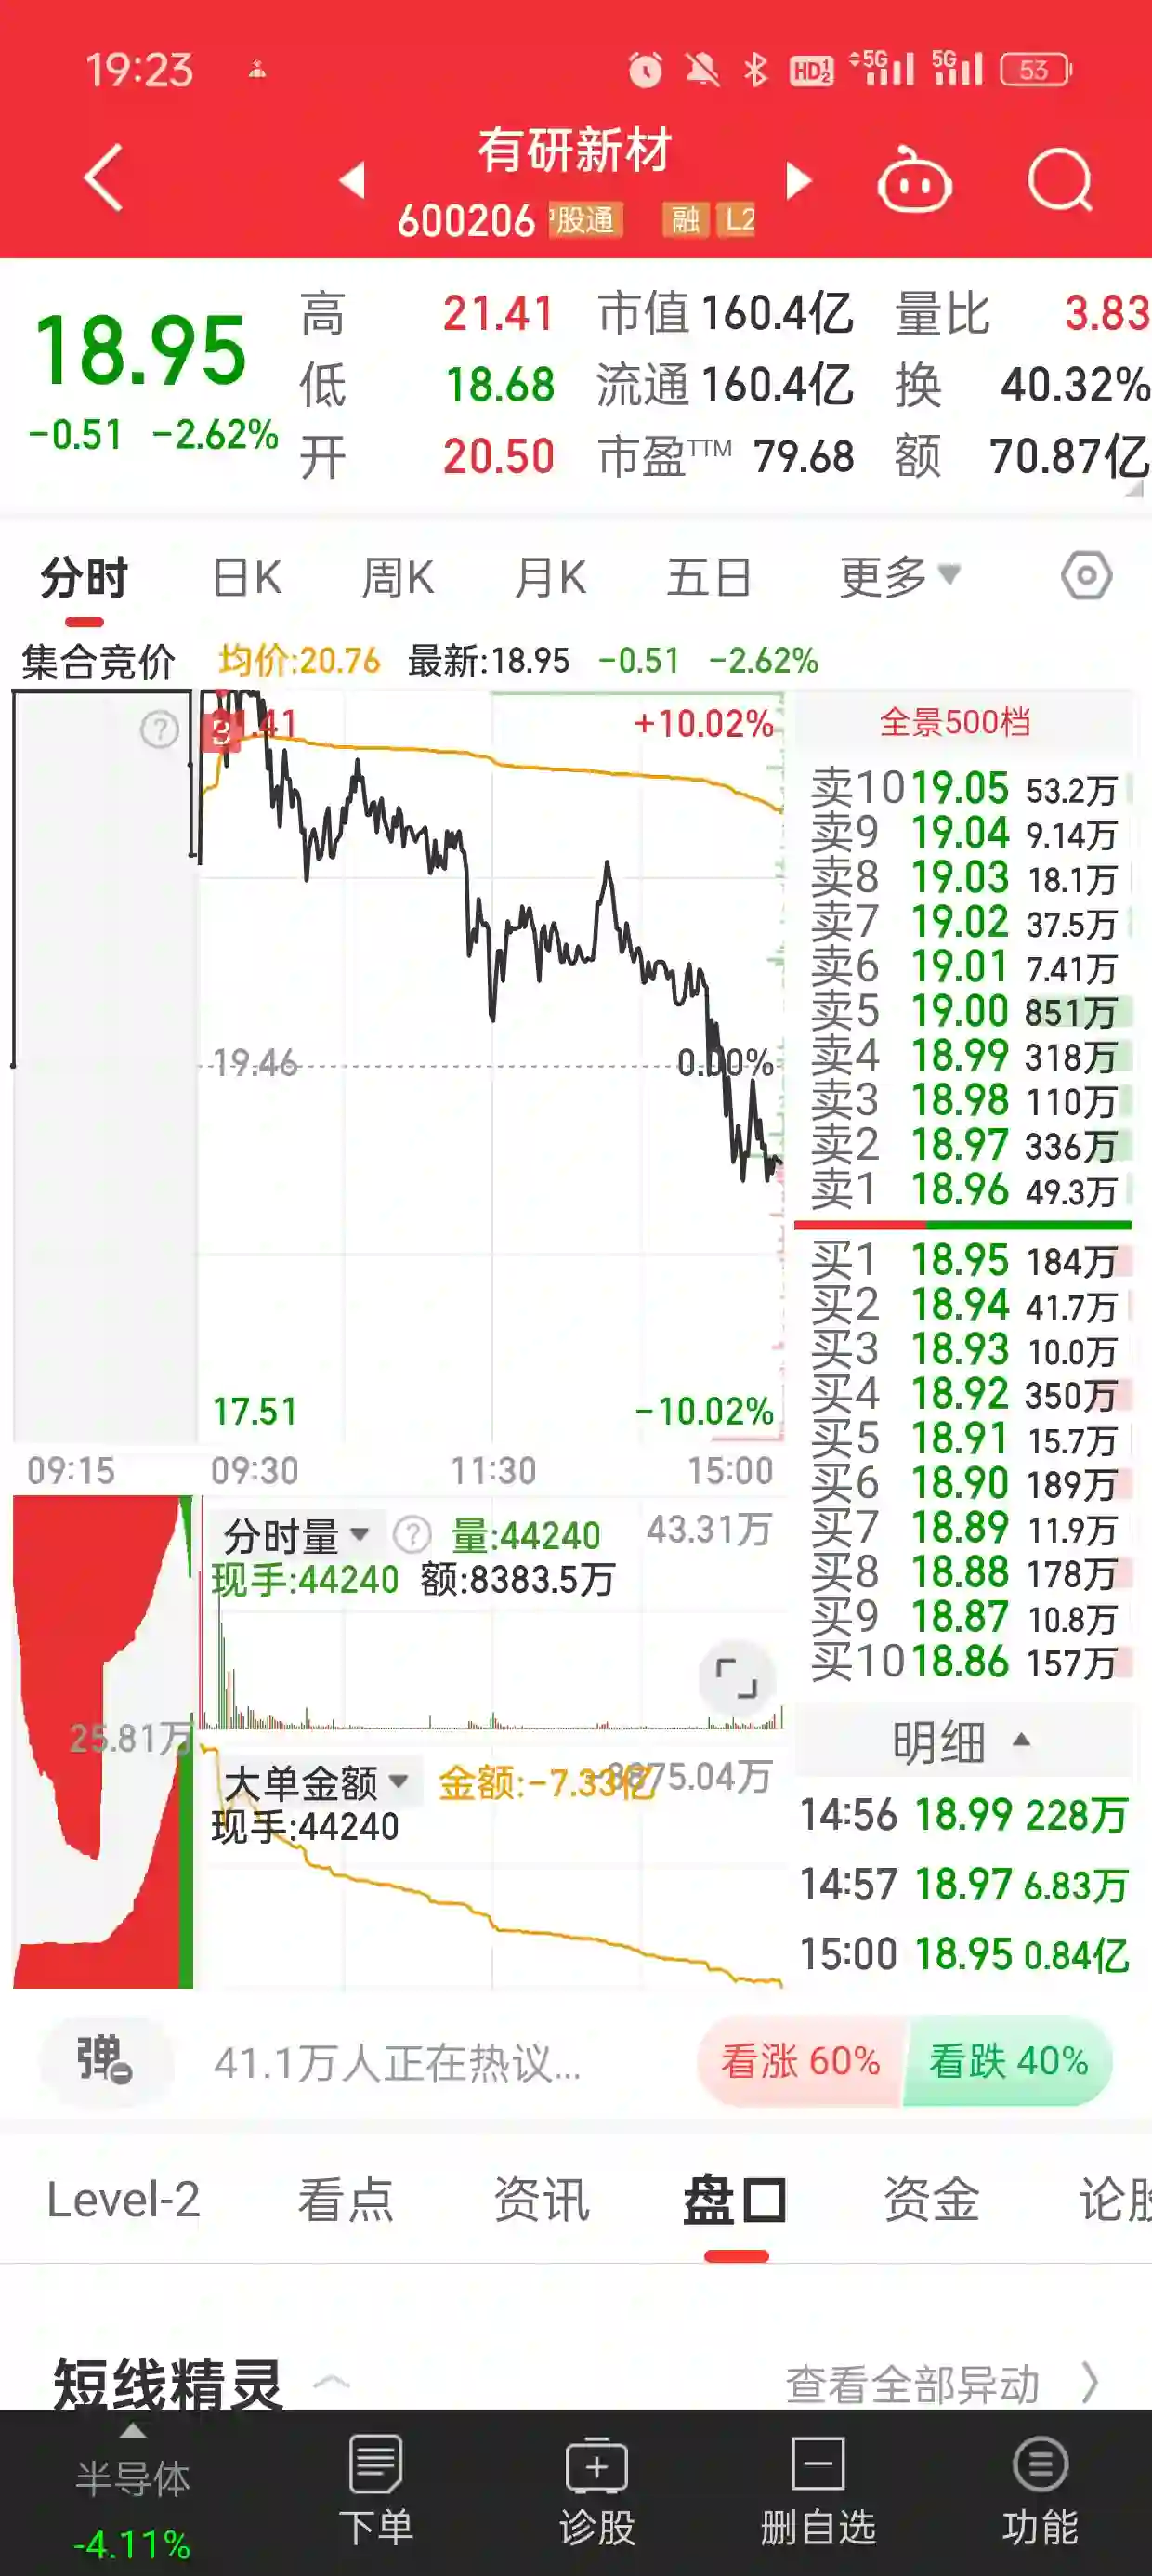 19:23 HD 1 2 5G 5G 53
有研新材
600206 股通 融 L2
18.95
-0.51 -2.62%
高 21.41 市值 160.4亿 量比 3.83
低 18.68 流通 160.4亿 换 40.32%
开 20.50 市盈TTM 79.68 额 70.87亿
分时 日K 周K 月K 五日 更多
集合竞价 均价:20.76 最新:18.95 -0.51 -2.62%
B .41 +10.02%
19.46 0.00%
17.51 -10.02%
09:15 09:30 11:30 15:00
全景500档
卖10 19.05 53.2万
卖9 19.04 9.14万
卖8 19.03 18.1万
卖7 19.02 37.5万
卖6 19.01 7.41万
卖5 19.00 851万
卖4 18.99 318万
卖3 18.98 110万
卖2 18.97 336万
卖1 18.96 49.3万
买1 18.95 184万
买2 18.94 41.7万
买3 18.93 10.0万
买4 18.92 350万
买5 18.91 15.7万
买6 18.90 189万
买7 18.89 11.9万
买8 18.88 178万
买9 18.87 10.8万
买10 18.86 157万
分时量 ? 量:44240 43.31万
现手:44240 额:8383.5万
25.81万
大单金额 金额:-7.33亿 75.04万
现手:44240
明细
14:56 18.99 228万
14:57 18.97 6.83万
15:00 18.95 0.84亿
弹 41.1万人正在热议... 看涨 60% 看跌 40%
Level-2 看点 资讯 盘口 资金 论股
短线精灵 查看全部异动
半导体 下单 诊股 删自选 功能
-4.11%